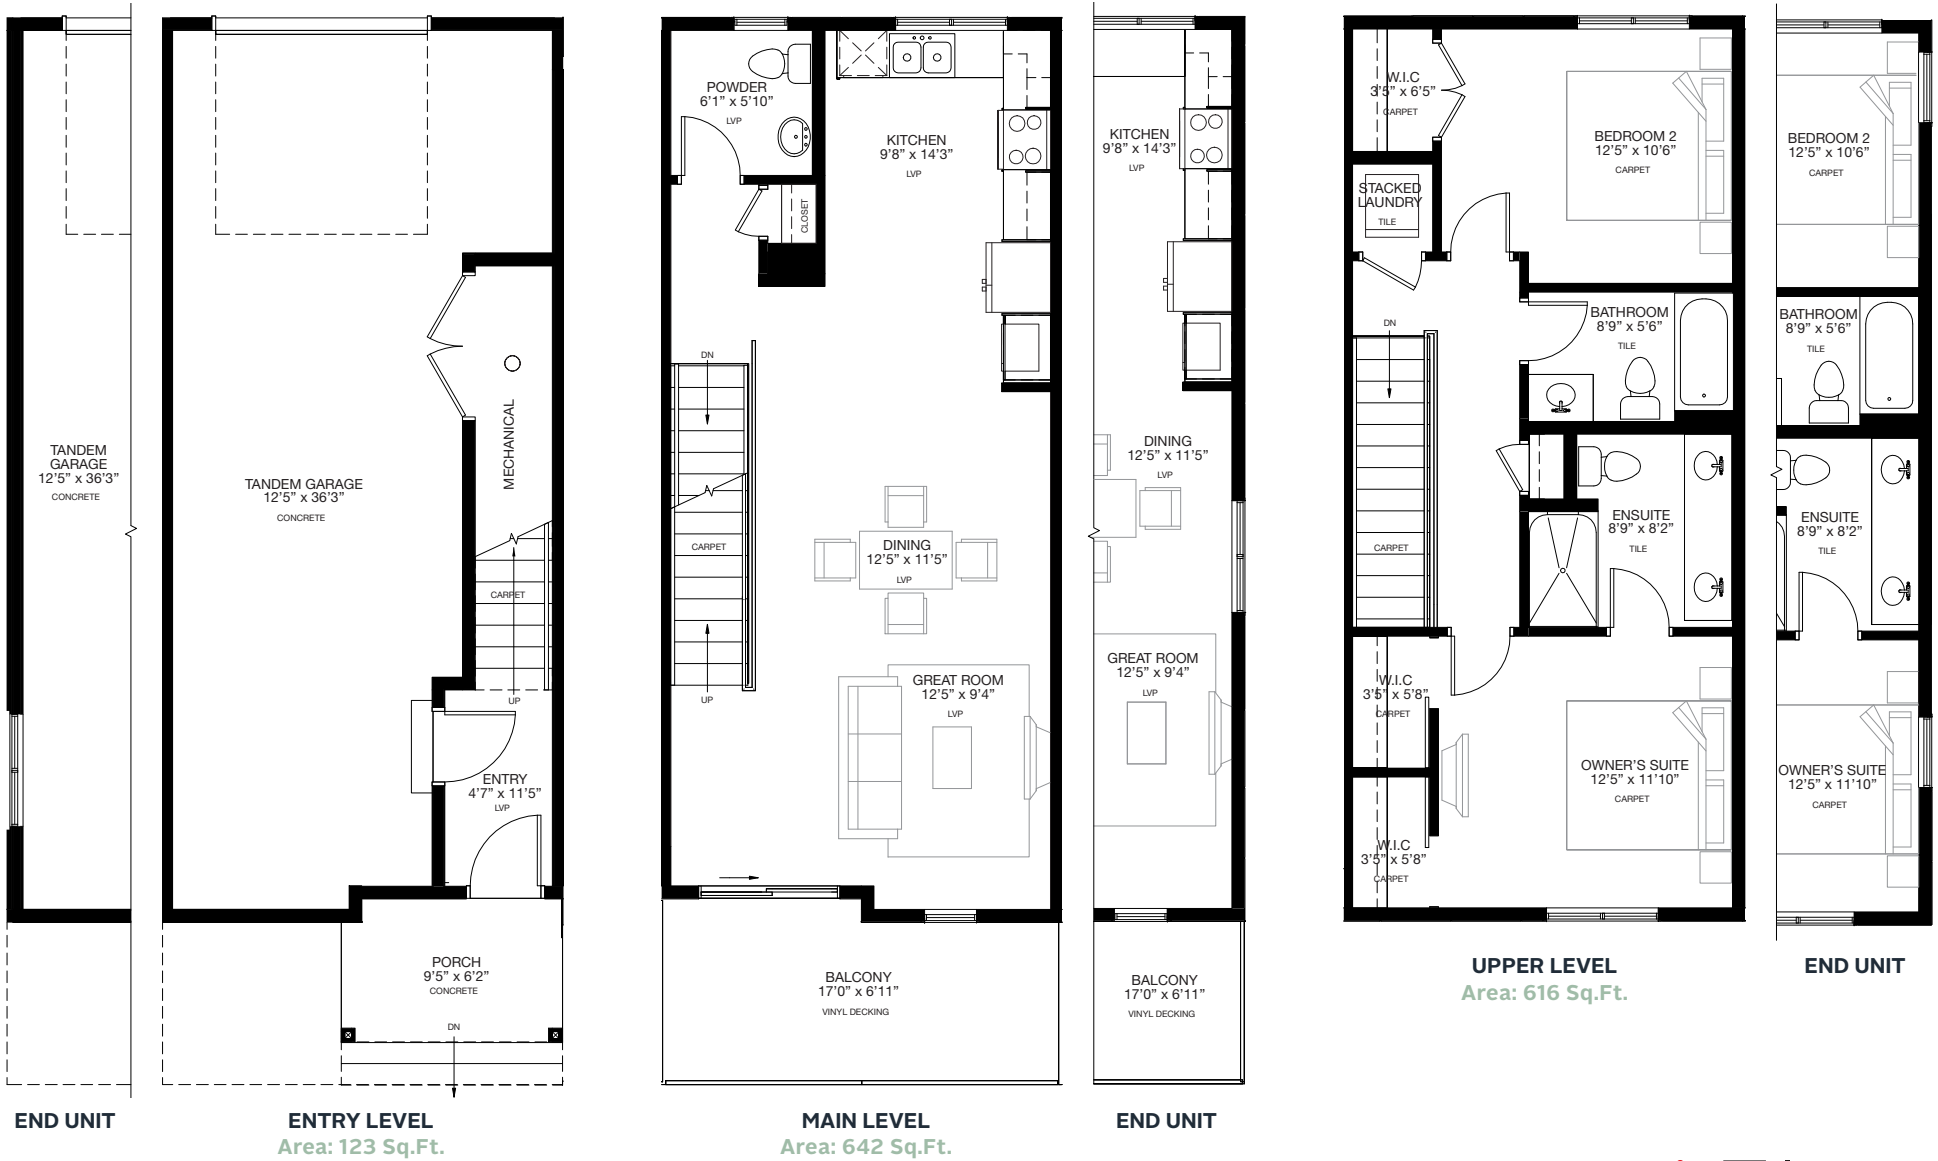 TANDEM
GARAGE
12'5” x 36'3”
CONCRETE
END UNIT
TANDEM GARAGE
12'5” x 36'3”
CONCRETE
MECHANICAL
CARPET
UP
ENTRY
4'7” x 11'5”
LVP
PORCH
9'5” x 6'2”
CONCRETE
DN
ENTRY LEVEL
Area: 123 Sq.Ft.
POWDER
6'1” x 5'10”
LVP
CLOSET
KITCHEN
9'8” x 14'3”
LVP
DN
CARPET
UP
DINING
12'5” x 11'5”
LVP
GREAT ROOM
12'5” x 9'4”
LVP
BALCONY
17'0” x 6'11”
VINYL DECKING
MAIN LEVEL
Area: 642 Sq.Ft.
KITCHEN
9'8” x 14'3”
LVP
DINING
12'5” x 11'5”
LVP
GREAT ROOM
12'5” x 9'4”
LVP
BALCONY
17'0” x 6'11”
VINYL DECKING
END UNIT
W.I.C
3'5” x 6'5”
CARPET
BEDROOM 2
12'5” x 10'6”
CARPET
STACKED
LAUNDRY
TILE
DN
CARPET
BATHROOM
8'9” x 5'6”
TILE
ENSUITE
8'9” x 8'2”
TILE
W.I.C
3'5” x 5'8”
CARPET
OWNER'S SUITE
12'5” x 11'10”
CARPET
W.I.C
3'5” x 5'8”
CARPET
UPPER LEVEL
Area: 616 Sq.Ft.
BEDROOM 2
12'5” x 10'6”
CARPET
BATHROOM
8'9” x 5'6”
TILE
ENSUITE
8'9” x 8'2”
TILE
OWNER'S SUITE
12'5” x 11'10”
CARPET
END UNIT